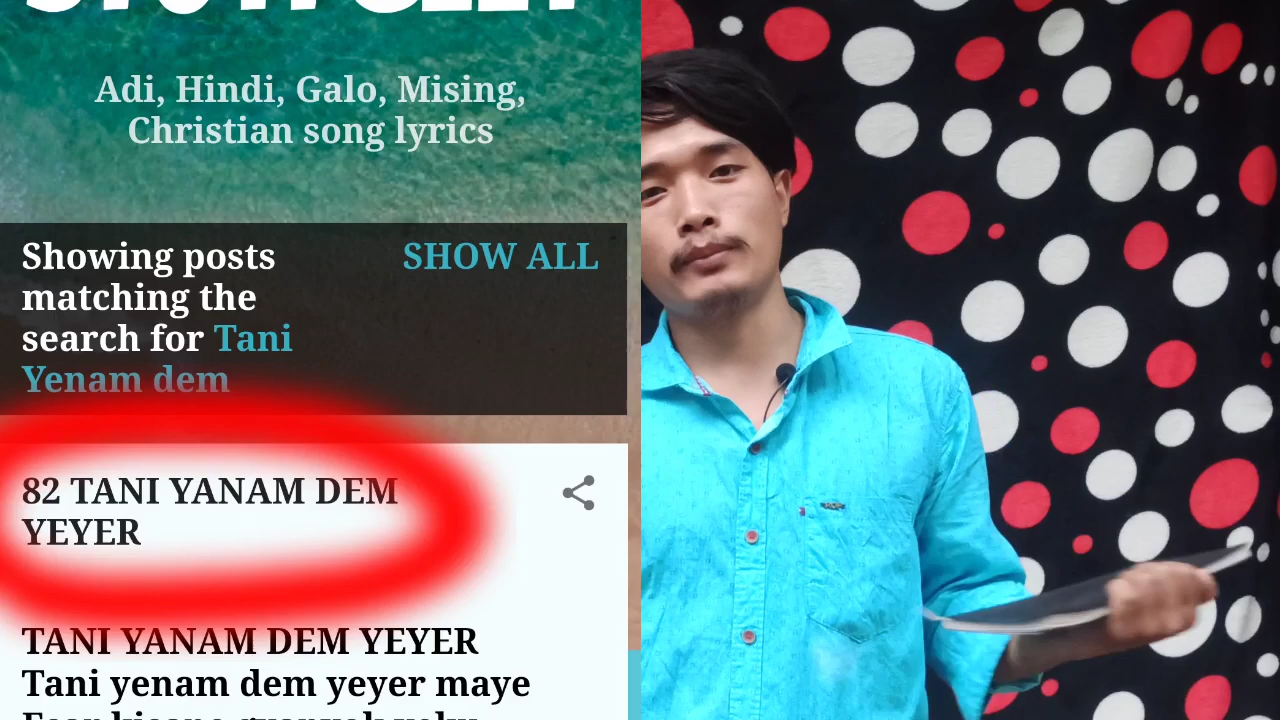 Adi, Hindi, Galo, Mising,
Christian song lyrics
Showing posts
matching the
search for Tani
Yenam dem
SHOW ALL
82 TANI YANAM DEM
YEYER
TANI YANAM DEM YEYER
Tani yenam dem yeyer maye